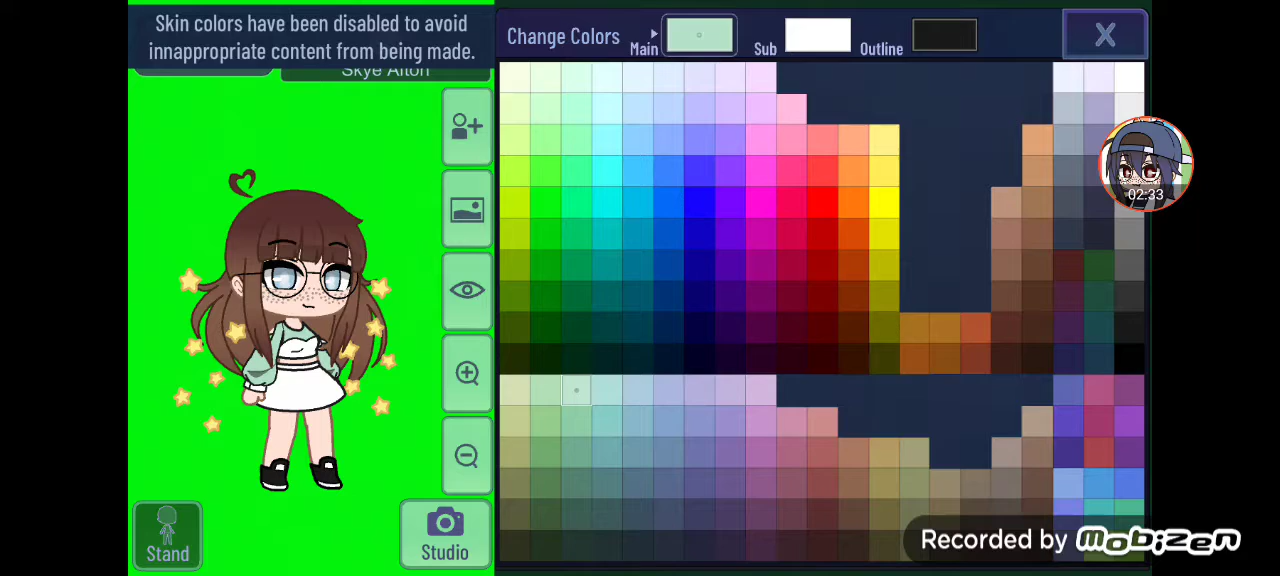 Skin colors have been disabled to avoid
innappropriate content from being made.
Skye Alton
Change Colors
Main
Sub
Outline
X
02:33
Stand
Studio
Recorded by Mobizen